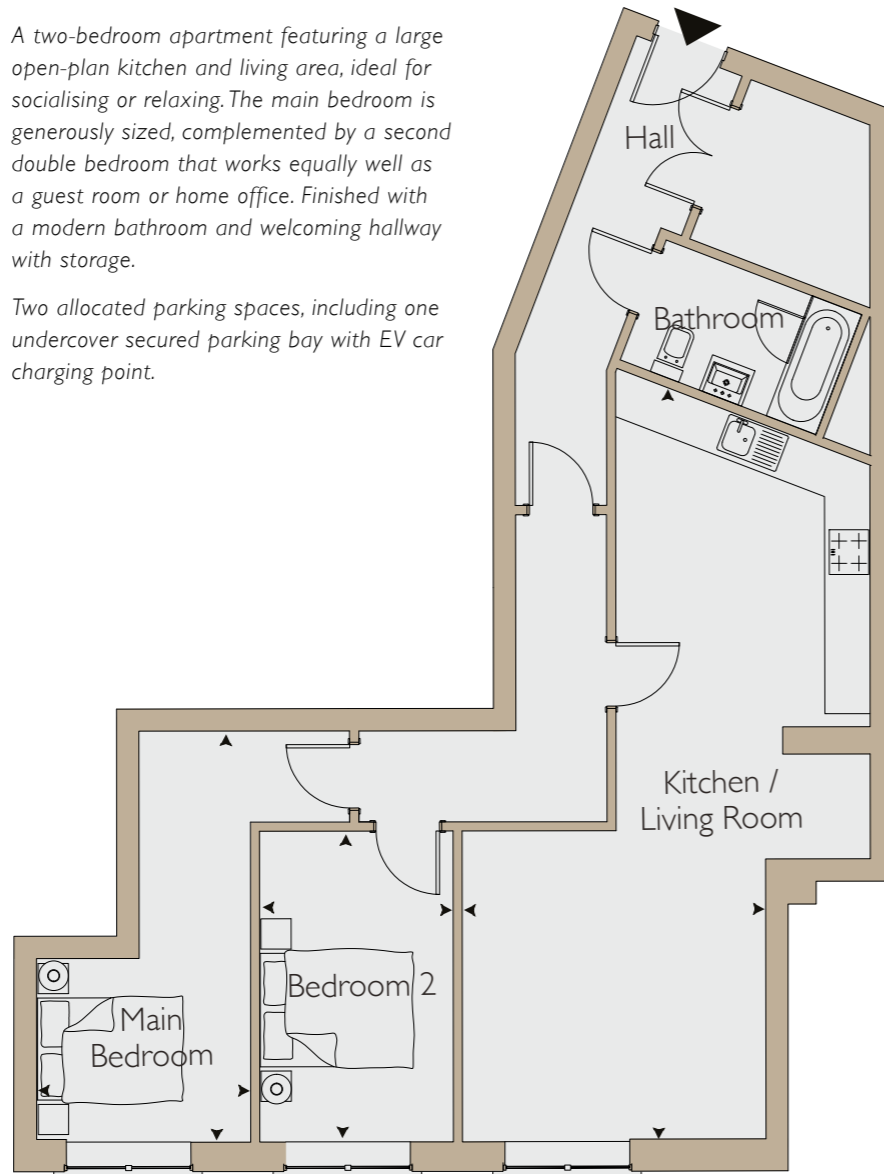 A two-bedroom apartment featuring a large
open-plan kitchen and living area, ideal for
socialising or relaxing. The main bedroom is
generously sized, complemented by a second
double bedroom that works equally well as
a guest room or home office. Finished with
a modern bathroom and welcoming hallway
with storage.
Two allocated parking spaces, including one
undercover secured parking bay with EV car
charging point.
Hall
Bathroom
Kitchen /
Living Room
Bedroom 2
Main
Bedroom